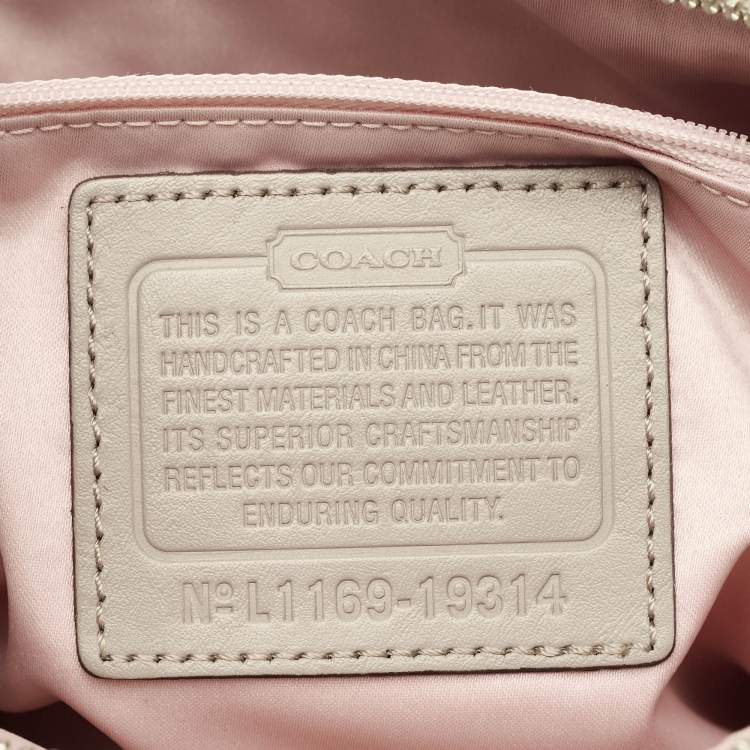 COACH
THIS IS A COACH BAG. IT WAS
HANDCRAFTED IN CHINA FROM THE
FINEST MATERIALS AND LEATHER.
ITS SUPERIOR CRAFTSMANSHIP
REFLECTS OUR COMMITMENT TO
ENDURING QUALITY.
Nº L1169-19314